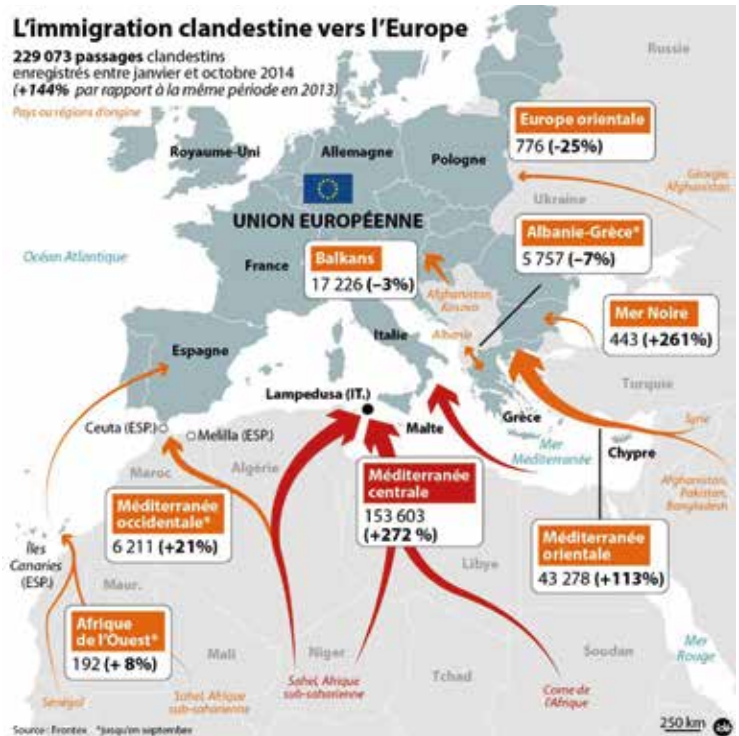 L'immigration clandestine vers l'Europe
229 073 passages clandestins
enregistrés entre janvier et octobre 2014
(+144% par rapport à la même période en 2013)
Pays ou régions d'origine
Russie
Europe orientale
776 (-25%)
Royaume-Uni
Allemagne
Pologne
Géorgie,
Afghanistan
Ukraine
UNION EUROPÉENNE
Albanie-Grèce*
5 757 (–7%)
Océan Atlantique
France
Balkans
17 226 (–3%)
Afghanistan,
Kosovo
Mer Noire
443 (+261%)
Italie
Albanie
Espagne
Turquie
Lampedusa (IT.)
Grèce
Syrie
Ceuta (ESP.)
Melilla (ESP.)
Malte
Mer
Méditerranée
Chypre
Maroc
Algérie
Afghanistan,
Pakistan,
Bangladesh
Méditerranée
centrale
153 603
(+272 %)
Méditerranée
occidentale*
6 211 (+21%)
Méditerranée
orientale
43 278 (+113%)
Îles
Canaries
(ESP.)
Libye
Maur.
Afrique
de l'Ouest*
192 (+ 8%)
Mali
Niger
Tchad
Soudan
Mer
Rouge
Sénégal
Sahel, Afrique
sub-saharienne
Sahel, Afrique
sub-saharienne
Corne de
l'Afrique
250 km
Source : Frontex *jusqu'en septembre
ide